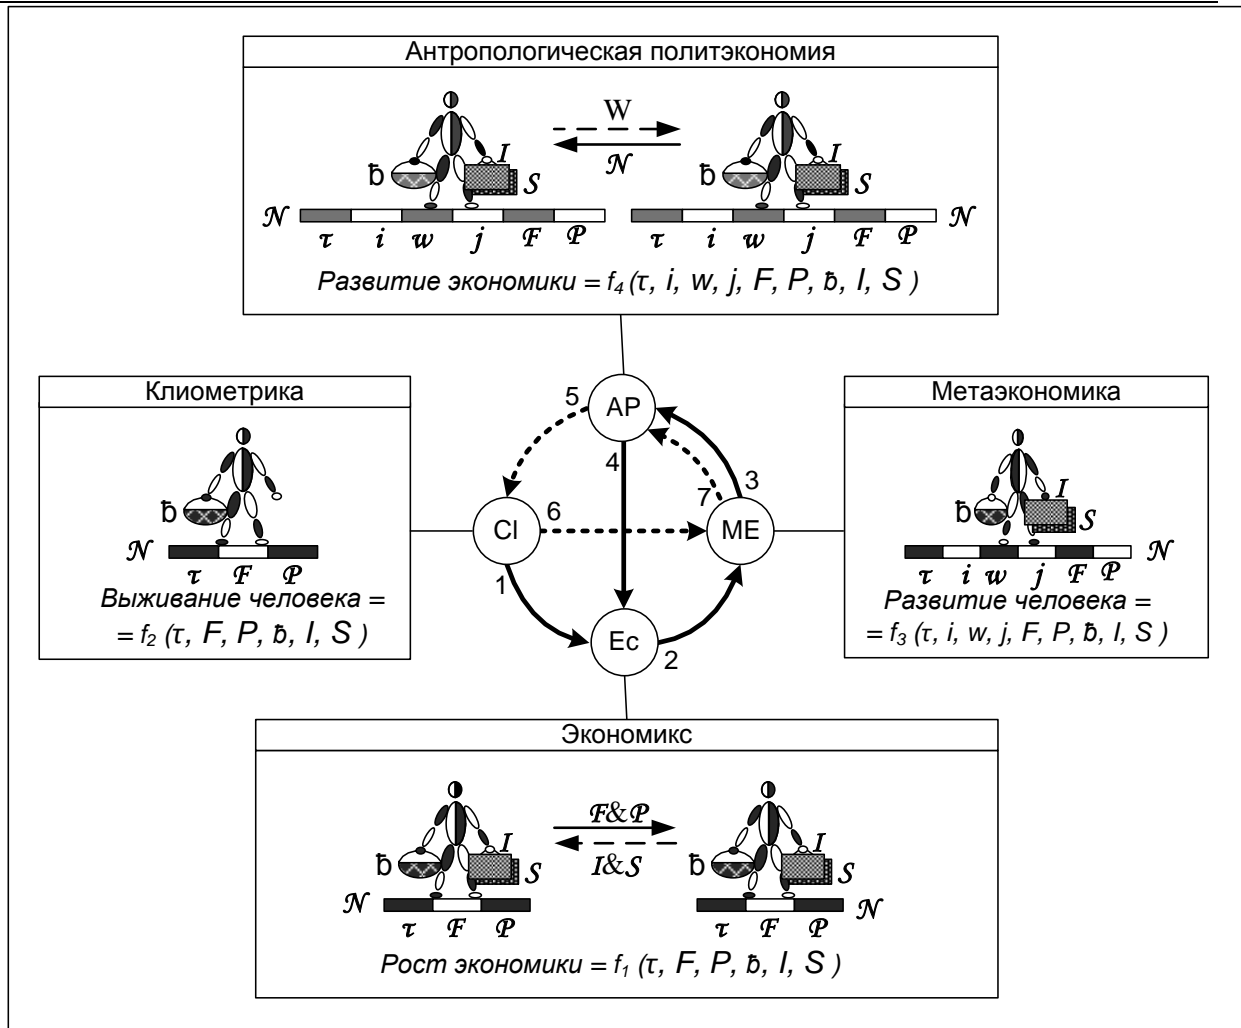 Антропологическая политэкономия
W
𝒩
ƀ I S ƀ I S
𝒩 τ i w j F P τ i w j F P 𝒩
Развитие экономики = f₄ (τ, i, w, j, F, P, ƀ, I, S )
Клиометрика
ƀ
𝒩
τ F P
Выживание человека =
= f₂ (τ, F, P, ƀ, I, S )
5 AP
4 3
7
Cl 6 ME
1
Ec 2
Метаэкономика
ƀ I S
𝒩
τ i w j F P
Развитие человека =
= f₃ (τ, i, w, j, F, P, ƀ, I, S )
Экономикс
F&P
I&S
ƀ I S ƀ I S
𝒩 τ F P τ F P 𝒩
Рост экономики = f₁ (τ, F, P, ƀ, I, S )